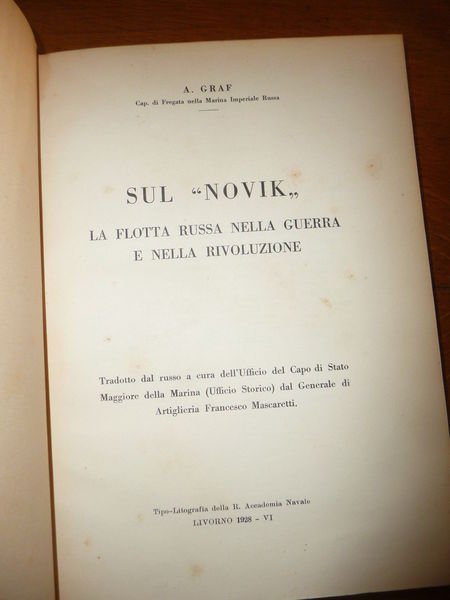 A. GRAF
Cap. di Fregata nella Marina Imperiale Russa
SUL “NOVIK„
LA FLOTTA RUSSA NELLA GUERRA
E NELLA RIVOLUZIONE
Tradotto dal russo a cura dell'Ufficio del Capo di Stato
Maggiore della Marina (Ufficio Storico) dal Generale di
Artiglieria Francesco Mascaretti.
Tipo-Litografia della R. Accademia Navale
LIVORNO 1928 - VI